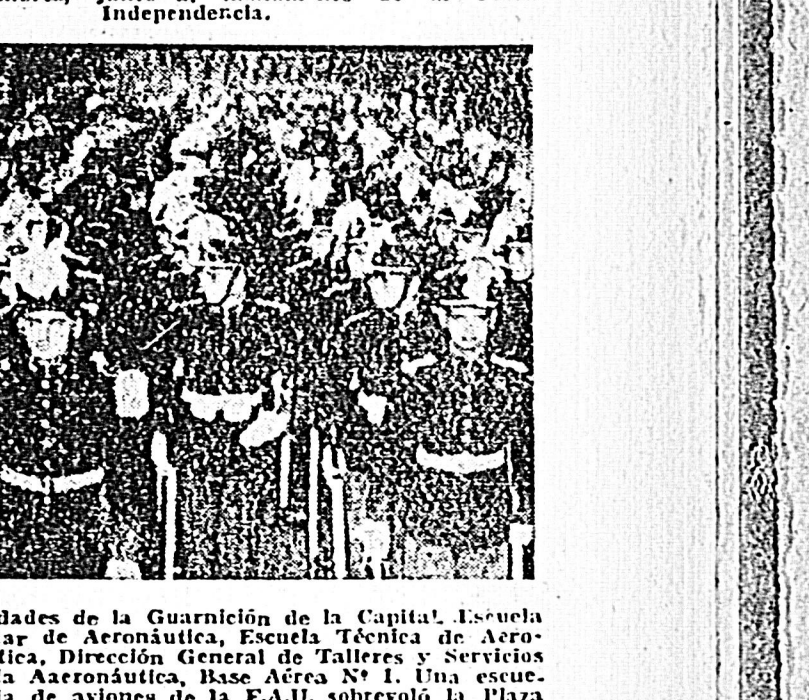 Independencia.
dades de la Guarnición de la Capital. Escuela
ar de Aeronáutica, Escuela Técnica de Aero-
tica, Dirección General de Talleres y Servicios
la Aaeronáutica, Base Aérea Nº 1. Una escue-
la de aviones de la F.A.U. sobrevoló la Plaza